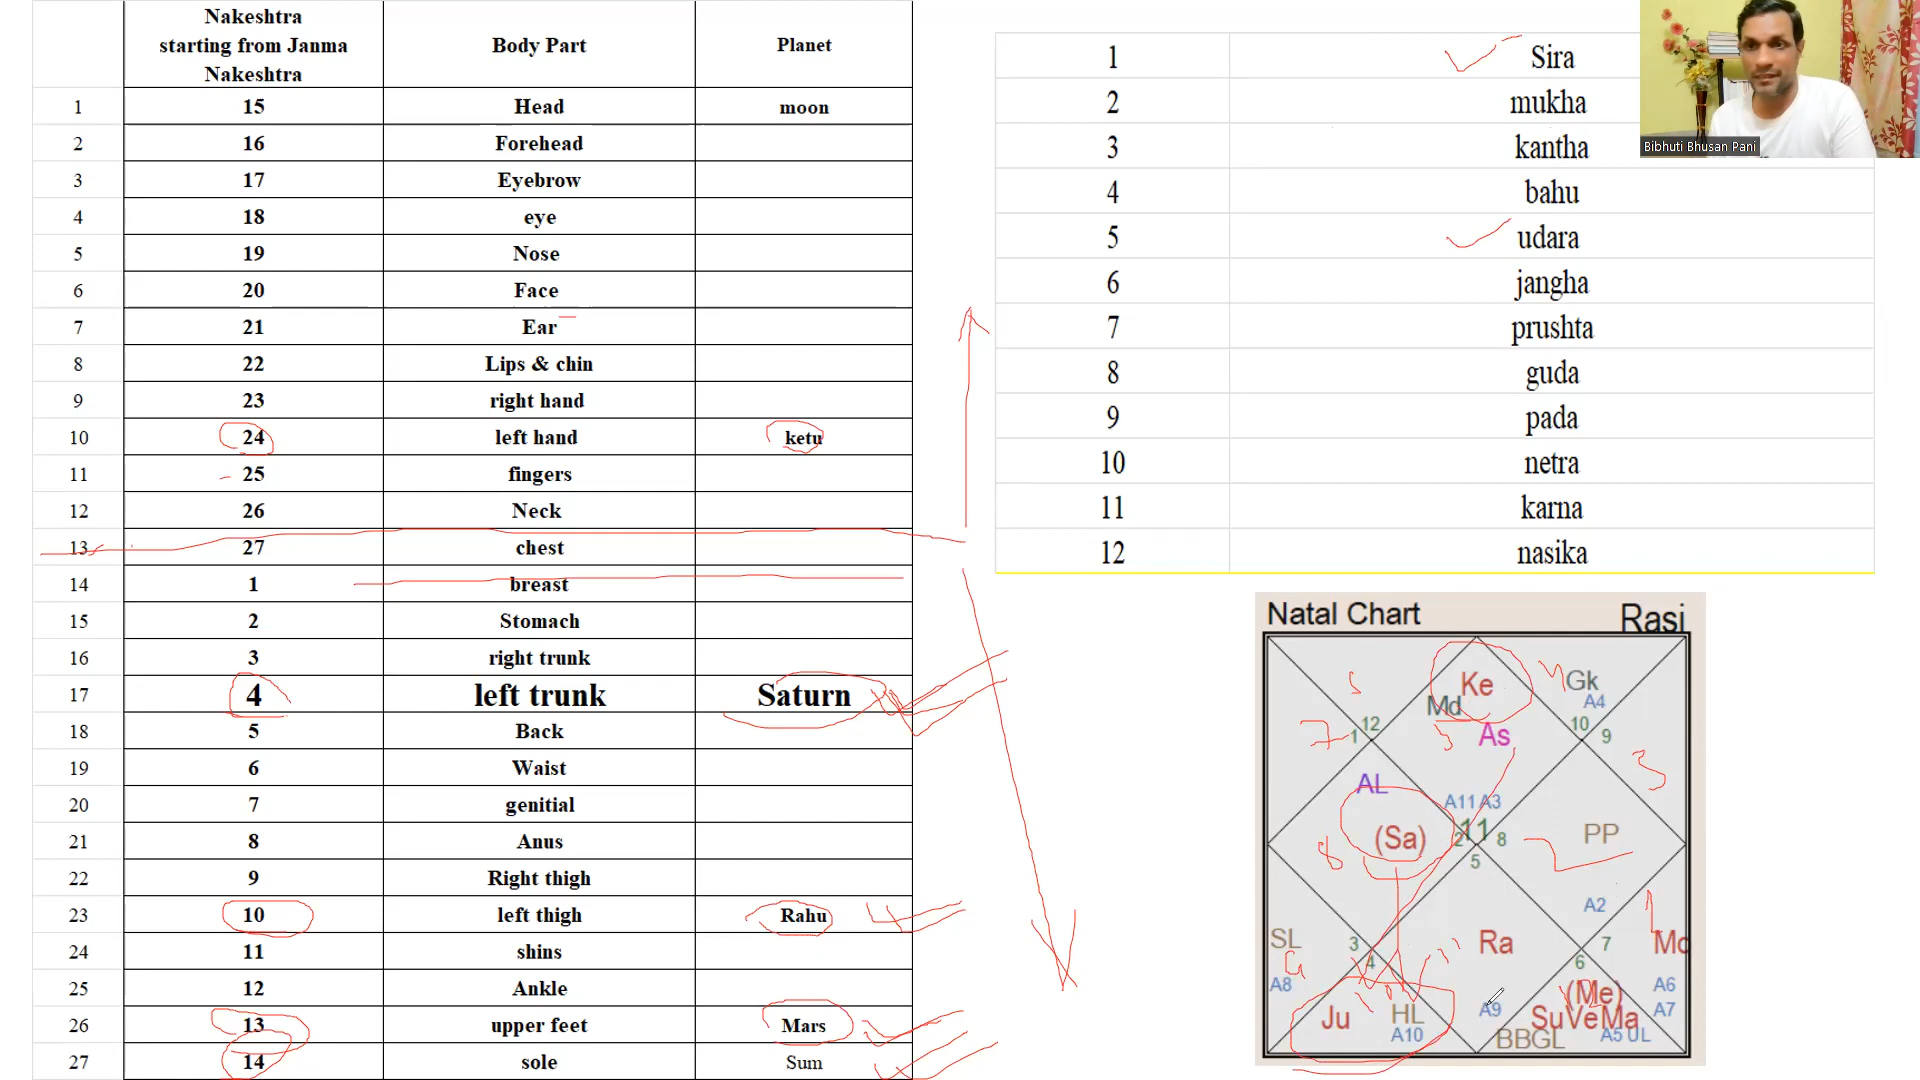 Nakeshtra
starting from Janma
Nakeshtra
Body Part
Planet
1 15 Head moon
2 16 Forehead
3 17 Eyebrow
4 18 eye
5 19 Nose
6 20 Face
7 21 Ear
8 22 Lips & chin
9 23 right hand
10 24 left hand ketu
11 25 fingers
12 26 Neck
13 27 chest
14 1 breast
15 2 Stomach
16 3 right trunk
17 4 left trunk Saturn
18 5 Back
19 6 Waist
20 7 genitial
21 8 Anus
22 9 Right thigh
23 10 left thigh Rahu
24 11 shins
25 12 Ankle
26 13 upper feet Mars
27 14 sole Sum
1 Sira
2 mukha
3 kantha
4 bahu
5 udara
6 jangha
7 prushta
8 guda
9 pada
10 netra
11 karna
12 nasika
Bibhuti Bhusan Pani
Natal Chart Rasi
Ke Gk
Md A4
12 10
7 1 As 9
3
AL
A11 A3
(Sa) 2 11 8 PP
5
A2
SL 3 Ra 7 Mo
4 6
A8 (Me) A6
Ju HL A9 SuVeMa A7
A10 BBGL A5 UL